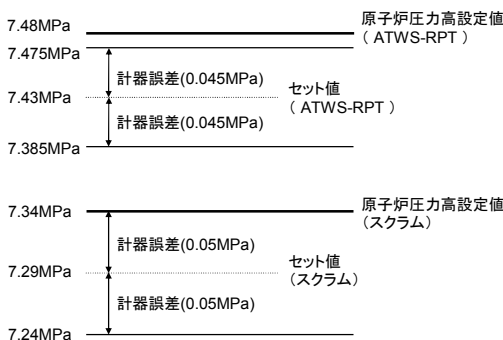 7.48MPa
原子炉圧力高設定値
( ATWS-RPT )
7.475MPa
計器誤差(0.045MPa)
7.43MPa
セット値
( ATWS-RPT )
計器誤差(0.045MPa)
7.385MPa
7.34MPa
原子炉圧力高設定値
(スクラム)
計器誤差(0.05MPa)
7.29MPa
セット値
(スクラム)
計器誤差(0.05MPa)
7.24MPa